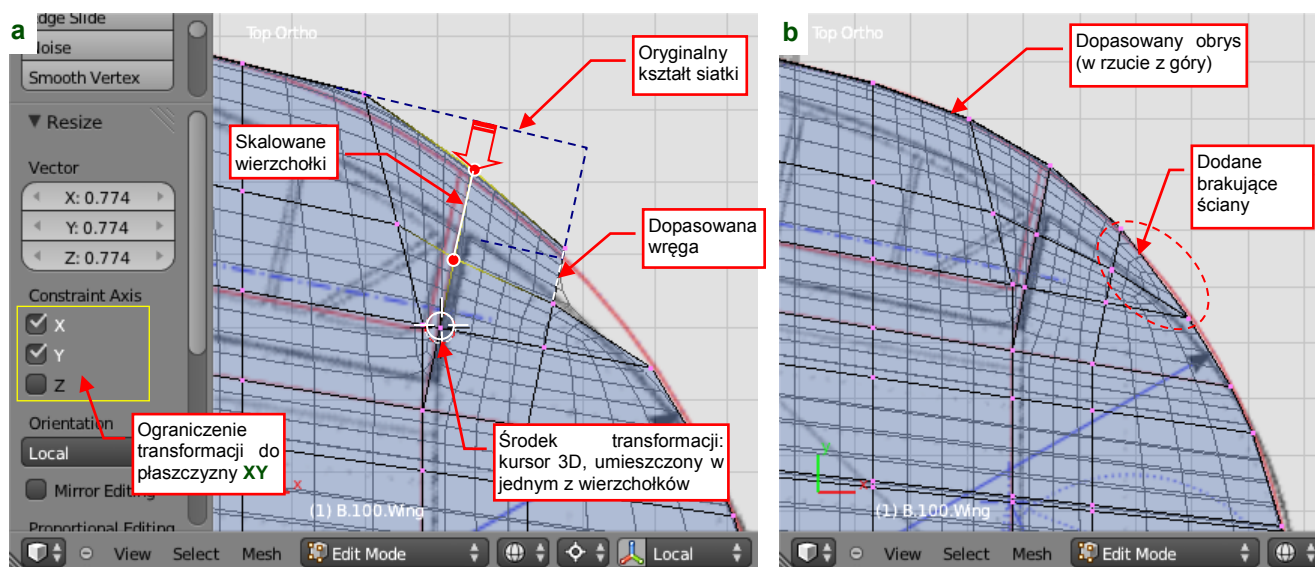 a
Edge Slide
Noise
Smooth Vertex
▼ Resize
Vector
X: 0.774
Y: 0.774
Z: 0.774
Constraint Axis
X
Y
Z
Orientation
Local
Mirror Editing
Proportional Editing
Top Ortho
Oryginalny
kształt siatki
Skalowane
wierzchołki
Dopasowana
wręga
Ograniczenie
transformacji do
płaszczyzny XY
Środek transformacji:
kursor 3D, umieszczony w
jednym z wierzchołków
x
(1) B.100.Wing
View Select Mesh Edit Mode Local
b
Top Ortho
Dopasowany obrys
(w rzucie z góry)
Dodane
brakujące
ściany
y
x
(1) B.100.Wing
View Select Mesh Edit Mode